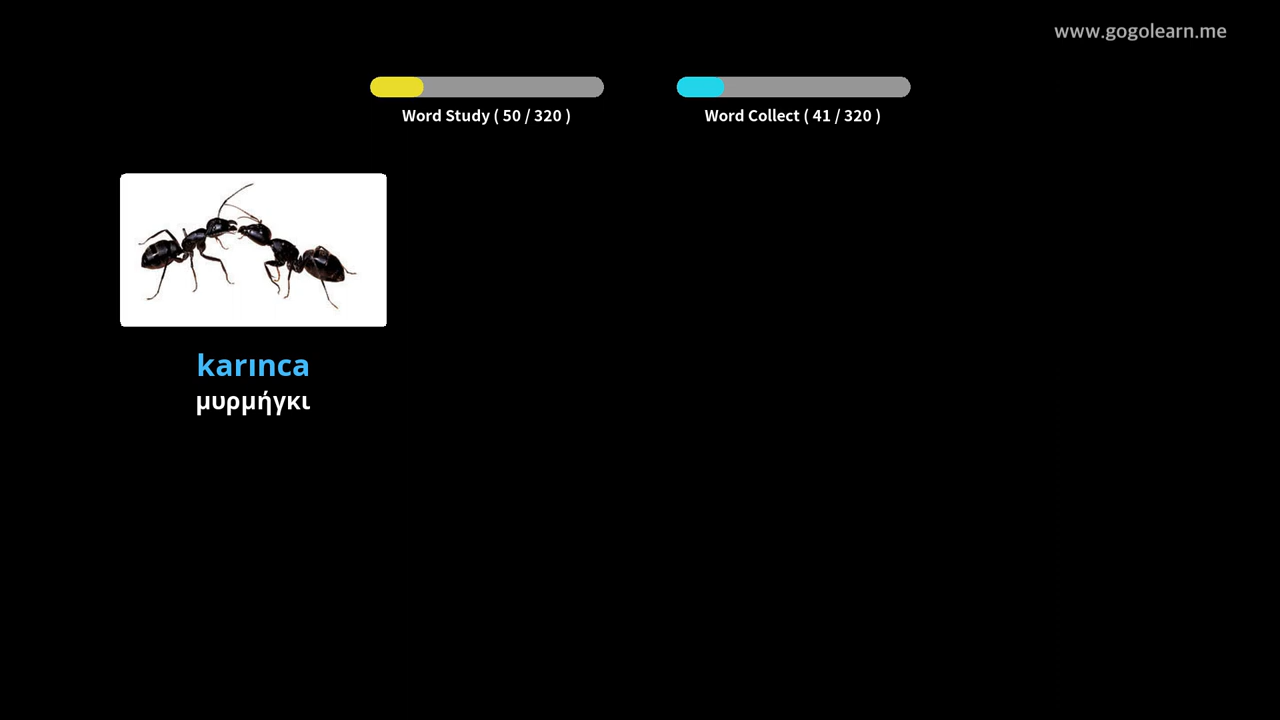 www.gogolearn.me
Word Study ( 50 / 320 )
Word Collect ( 41 / 320 )
karınca
μυρμήγκι